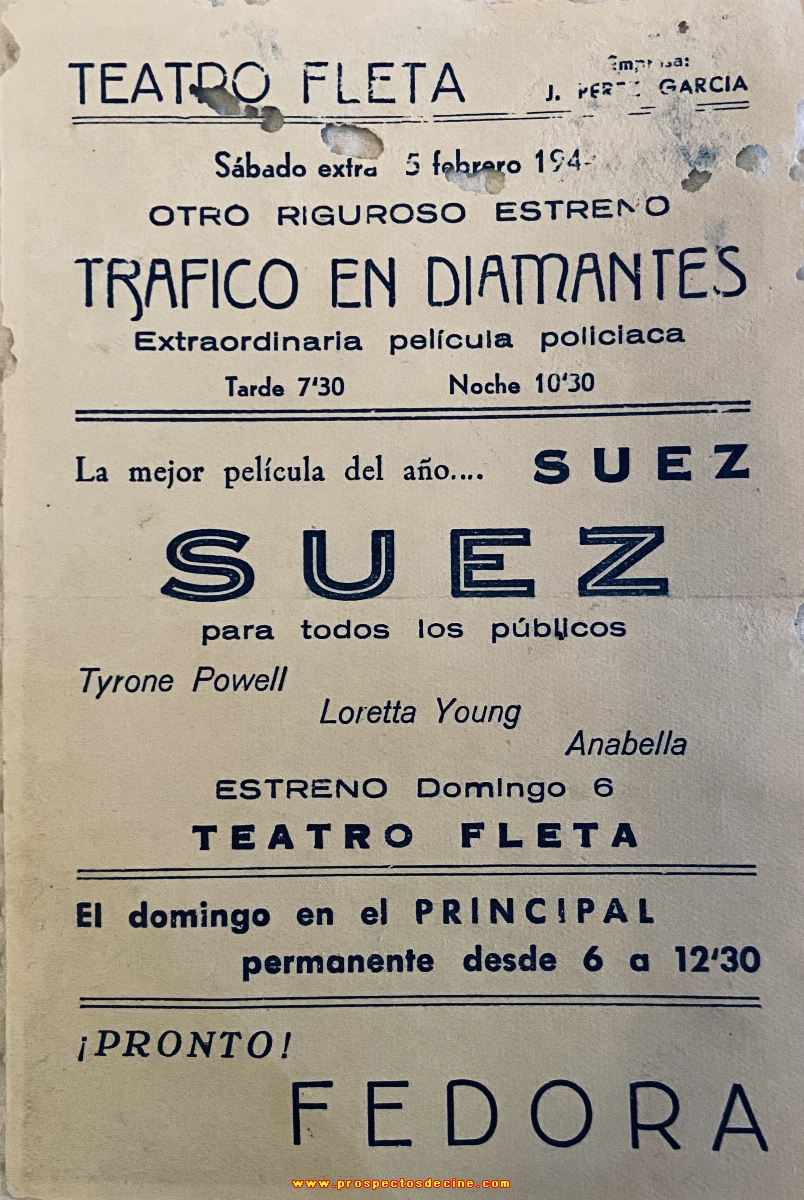 TEATRO FLETA
Empresa:
J. GARCIA
Sábado extra 5 febrero
OTRO RIGUROSO ESTRENO
TRAFICO EN DIAMANTES
Extraordinaria película policiaca
Tarde 7'30 Noche 10'30
La mejor película del año.... SUEZ
SUEZ
para todos los públicos
Tyrone Powell
Loretta Young
Anabella
ESTRENO Domingo 6
TEATRO FLETA
El domingo en el PRINCIPAL
permanente desde 6 a 12'30
¡PRONTO!
FEDORA
www.prospectosdecine.com